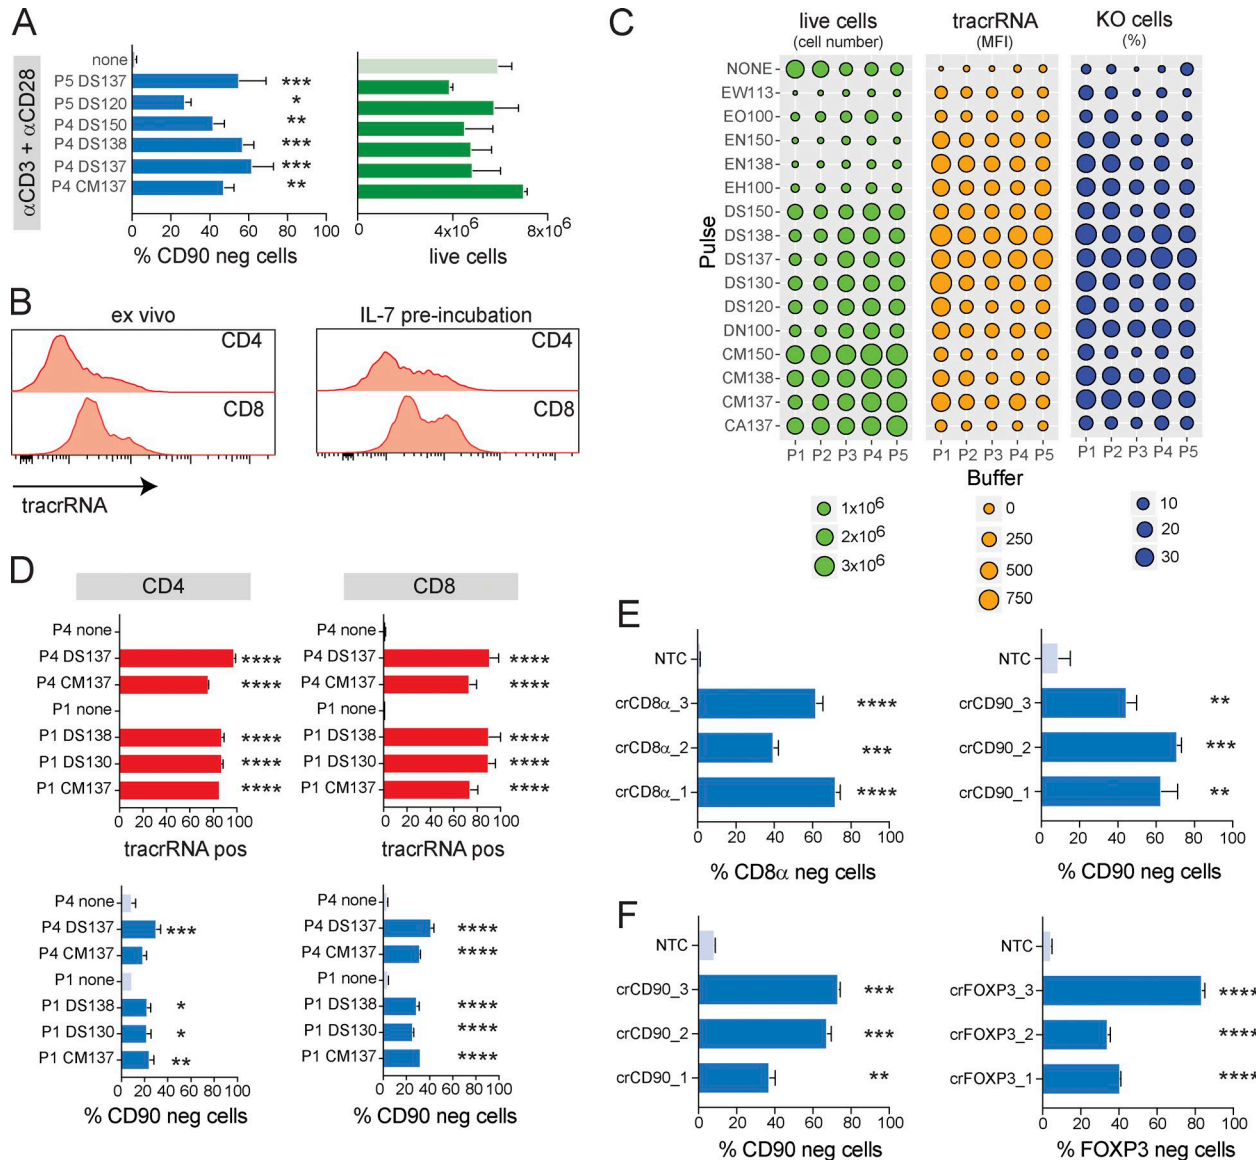 A
αCD3 + αCD28
none
P5 DS137
***
P5 DS120
*
P4 DS150
**
P4 DS138
***
P4 DS137
***
P4 CM137
**
0 20 40 60 80 100
% CD90 neg cells
0 4x10⁶ 8x10⁶
live cells
B
ex vivo
CD4
CD8
IL-7 pre-incubation
CD4
CD8
tracrRNA
C
live cells
(cell number)
tracrRNA
(MFI)
KO cells
(%)
Pulse
NONE
EW113
EO100
EN150
EN138
EH100
DS150
DS138
DS137
DS130
DS120
DN100
CM150
CM138
CM137
CA137
P1 P2 P3 P4 P5
P1 P2 P3 P4 P5
P1 P2 P3 P4 P5
Buffer
1x10⁶
2x10⁶
3x10⁶
0
250
500
750
10
20
30
D
CD4
P4 none
P4 DS137 ****
P4 CM137 ****
P1 none
P1 DS138 ****
P1 DS130 ****
P1 CM137 ****
0 20 40 60 80 100
tracrRNA pos
CD8
P4 none
P4 DS137 ****
P4 CM137 ****
P1 none
P1 DS138 ****
P1 DS130 ****
P1 CM137 ****
0 20 40 60 80 100
tracrRNA pos
P4 none
P4 DS137 ***
P4 CM137
P1 none
P1 DS138 *
P1 DS130 *
P1 CM137 **
0 20 40 60 80 100
% CD90 neg cells
P4 none
P4 DS137 ****
P4 CM137 ****
P1 none
P1 DS138 ****
P1 DS130 ****
P1 CM137 ****
0 20 40 60 80 100
% CD90 neg cells
E
NTC
crCD8α_3 ****
crCD8α_2 ***
crCD8α_1 ****
0 20 40 60 80 100
% CD8α neg cells
NTC
crCD90_3 **
crCD90_2 ***
crCD90_1 **
0 20 40 60 80 100
% CD90 neg cells
F
NTC
crCD90_3 ***
crCD90_2 ***
crCD90_1 **
0 20 40 60 80 100
% CD90 neg cells
NTC
crFOXP3_3 ****
crFOXP3_2 ****
crFOXP3_1 ****
0 20 40 60 80 100
% FOXP3 neg cells